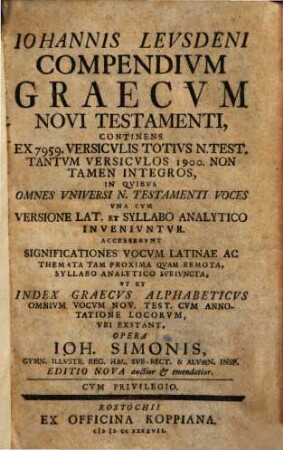 IOHANNIS LEVSDENI
COMPENDIVM
GRAECVM
NOVI TESTAMENTI,
CONTINENS
EX 7959. VERSICVLIS TOTIVS N. TEST.
TANTVM VERSICVLOS 1900. NON
TAMEN INTEGROS,
IN QVIBVS
OMNES VNIVERSI N. TESTAMENTI VOCES
VNA CVM
VERSIONE LAT. ET SYLLABO ANALYTICO
INVENIVNTVR.
ACCESSERVNT
SIGNIFICATIONES VOCVM LATINAE AC
THEMATA TAM PROXIMA QVAM REMOTA,
SYLLABO ANALYTICO SVBIVNCTA,
VT ET
INDEX GRAECVS ALPHABETICVS
OMNIVM VOCVM NOV. TEST. CVM ANNO-
TATIONE LOCORVM,
VBI EXSTANT,
OPERA
IOH. SIMONIS,
GYMN. ILLVSTR. REG. HAL. SVB-RECT. & ALVMN. INSP.
EDITIO NOVA auctior & emendatior.
CVM PRIVILEGIO.
ROSTOCHII
EX OFFICINA KOPPIANA.